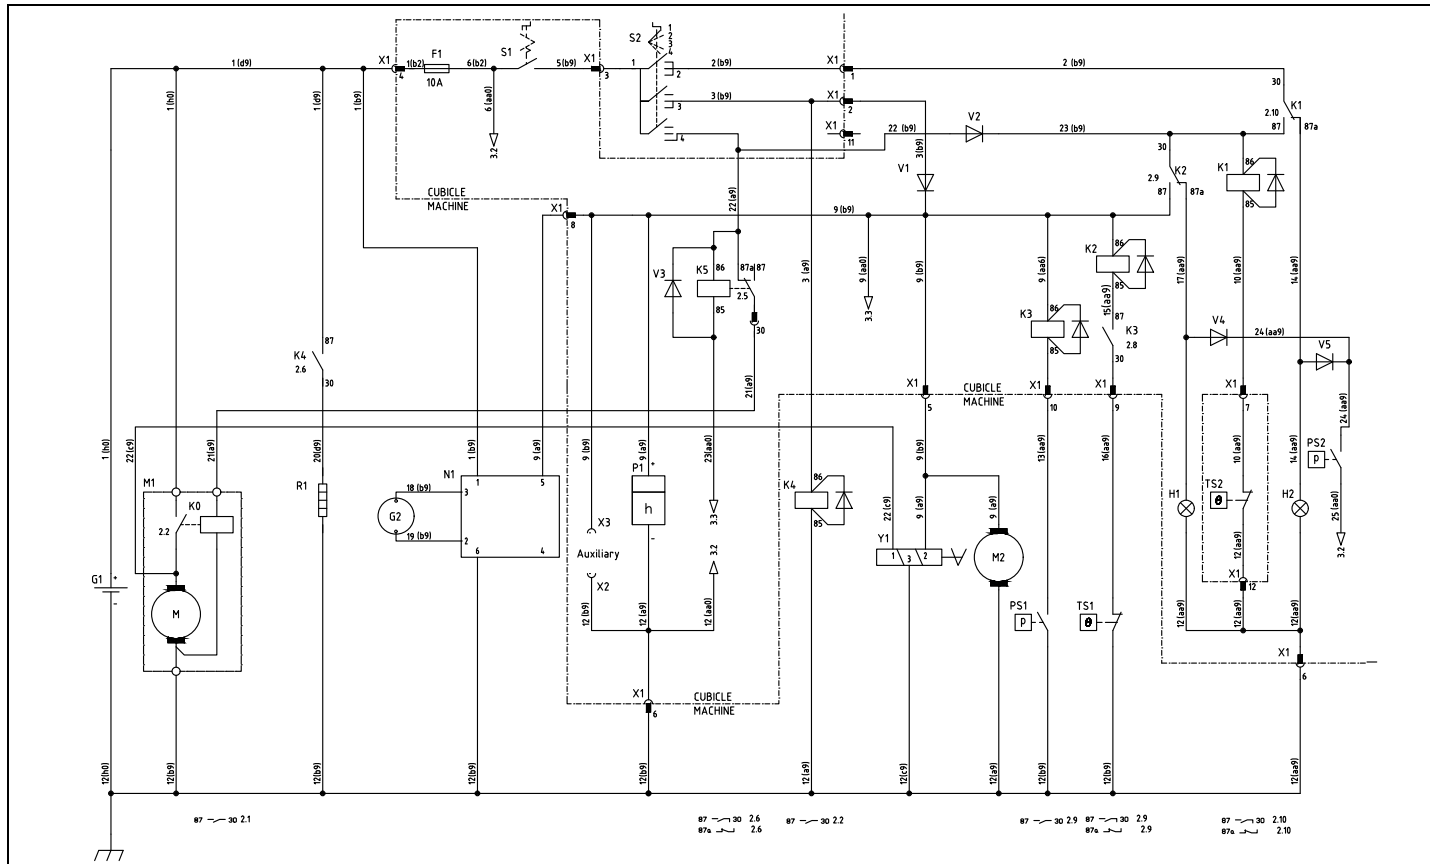 S1
S2
1
2
3
4
1 (d9)
X1
4
1(b2)
F1
10A
6(b2)
5(b9)
X1
3
1
2
2(b9)
X1
1
2 (b9)
30
K1
2.10
87
87a
1(h0)
1(d9)
1(b9)
6(aa0)
3.2
3
3(b9)
X1
2
4
X1
11
22 (b9)
V2
23 (b9)
3(b9)
V1
30
K2
2.9
87
87a
K1
86
85
CUBICLE
MACHINE
X1
8
22(a9)
9 (b9)
V3
86
K5
85
87a
87
2.5
30
3 (a9)
9 (aa0)
3.3
9 (b9)
9(aa6)
K2
86
85
15(aa9)
17(aa9)
10(aa9)
14(aa9)
K3
86
85
87
K3
2.8
30
V4
24(aa9)
V5
K4
2.6
87
30
21(a9)
X1
5
CUBICLE
MACHINE
X1
10
X1
9
X1
7
24 (aa9)
1 (h0)
22(c9)
21(a9)
20(d9)
1 (b9)
9 (a9)
9 (b9)
9 (a9)
23(aa0)
9 (b9)
13(aa9)
16(aa9)
10(aa9)
14(aa9)
PS2
P
M1
K0
2.2
R1
G2
18 (b9)
19 (b9)
N1
1
5
3
2
6
4
P1
+
h
-
3.3
K4
86
85
22 (c9)
9 (a9)
9 (a9)
H1
TS2
θ
H2
25 (aa0)
3.2
X3
Auxiliary
X2
3.2
Y1
1
3
2
M2
12(aa9)
X1
12
G1
+
-
M
12(b9)
12(a9)
12(aa0)
PS1
P
TS1
θ
12(aa9)
12(aa9)
12(aa9)
X1
6
X1
6
CUBICLE
MACHINE
12(h0)
12(b9)
12(b9)
12(b9)
12(b9)
12(a9)
12(c9)
12(a9)
12(b9)
12(b9)
12(aa9)
87 30 2.1
87 30 2.6
87a 2.6
87 30 2.2
87 30 2.9
87 30 2.9
87a 2.9
87 30 2.10
87a 2.10